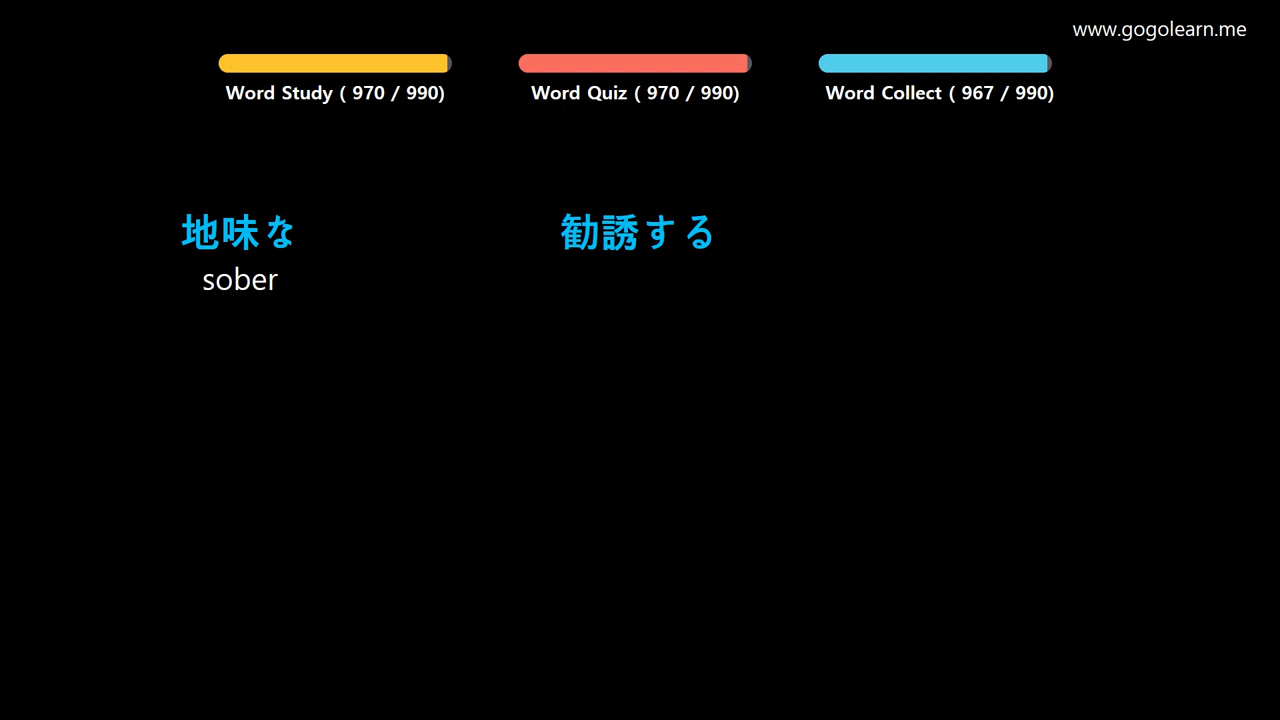 www.gogolearn.me
Word Study ( 970 / 990)
Word Quiz ( 970 / 990)
Word Collect ( 967 / 990)
地味な
sober
勧誘する